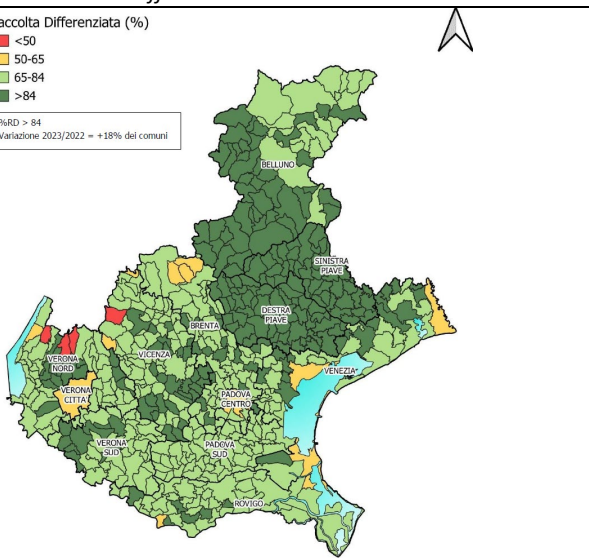 accolta Differenziata (%)
<50
50-65
65-84
>84
%RD > 84
Variazione 2023/2022 = +18% dei comuni
BELLUNO
SINISTRA
PIAVE
DESTRA
PIAVE
BRENTA
VICENZA
VERONA
NORD
VENEZIA
VERONA
CITTA'
PADOVA
CENTRO
VERONA
SUD
PADOVA
SUD
ROVIGO